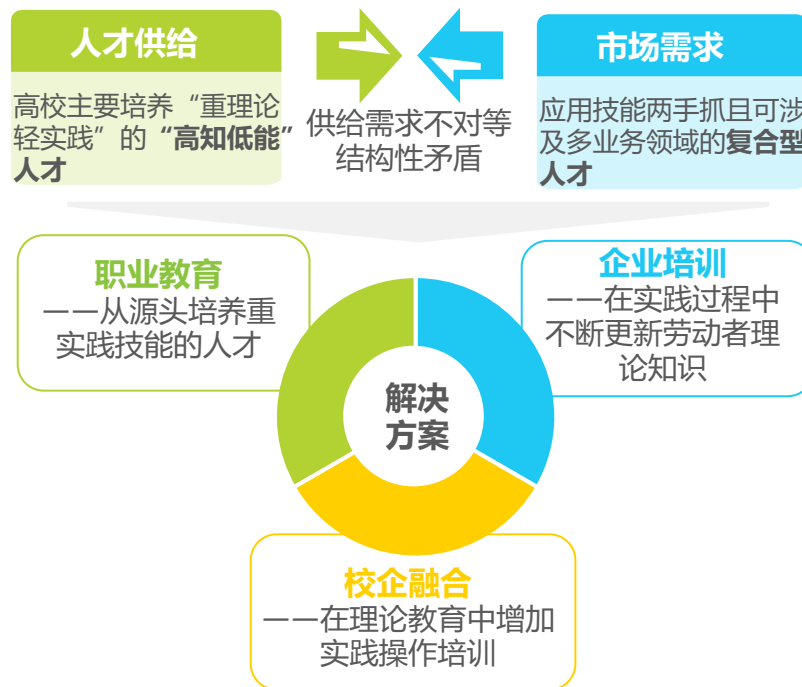 人才供给
高校主要培养“重理论
轻实践”的“高知低能”
人才
供给需求不对等
结构性矛盾
市场需求
应用技能两手抓且可涉
及多业务领域的复合型
人才
职业教育
——从源头培养重
实践技能的人才
企业培训
——在实践过程中
不断更新劳动者理
论知识
解决
方案
校企融合
——在理论教育中增加
实践操作培训